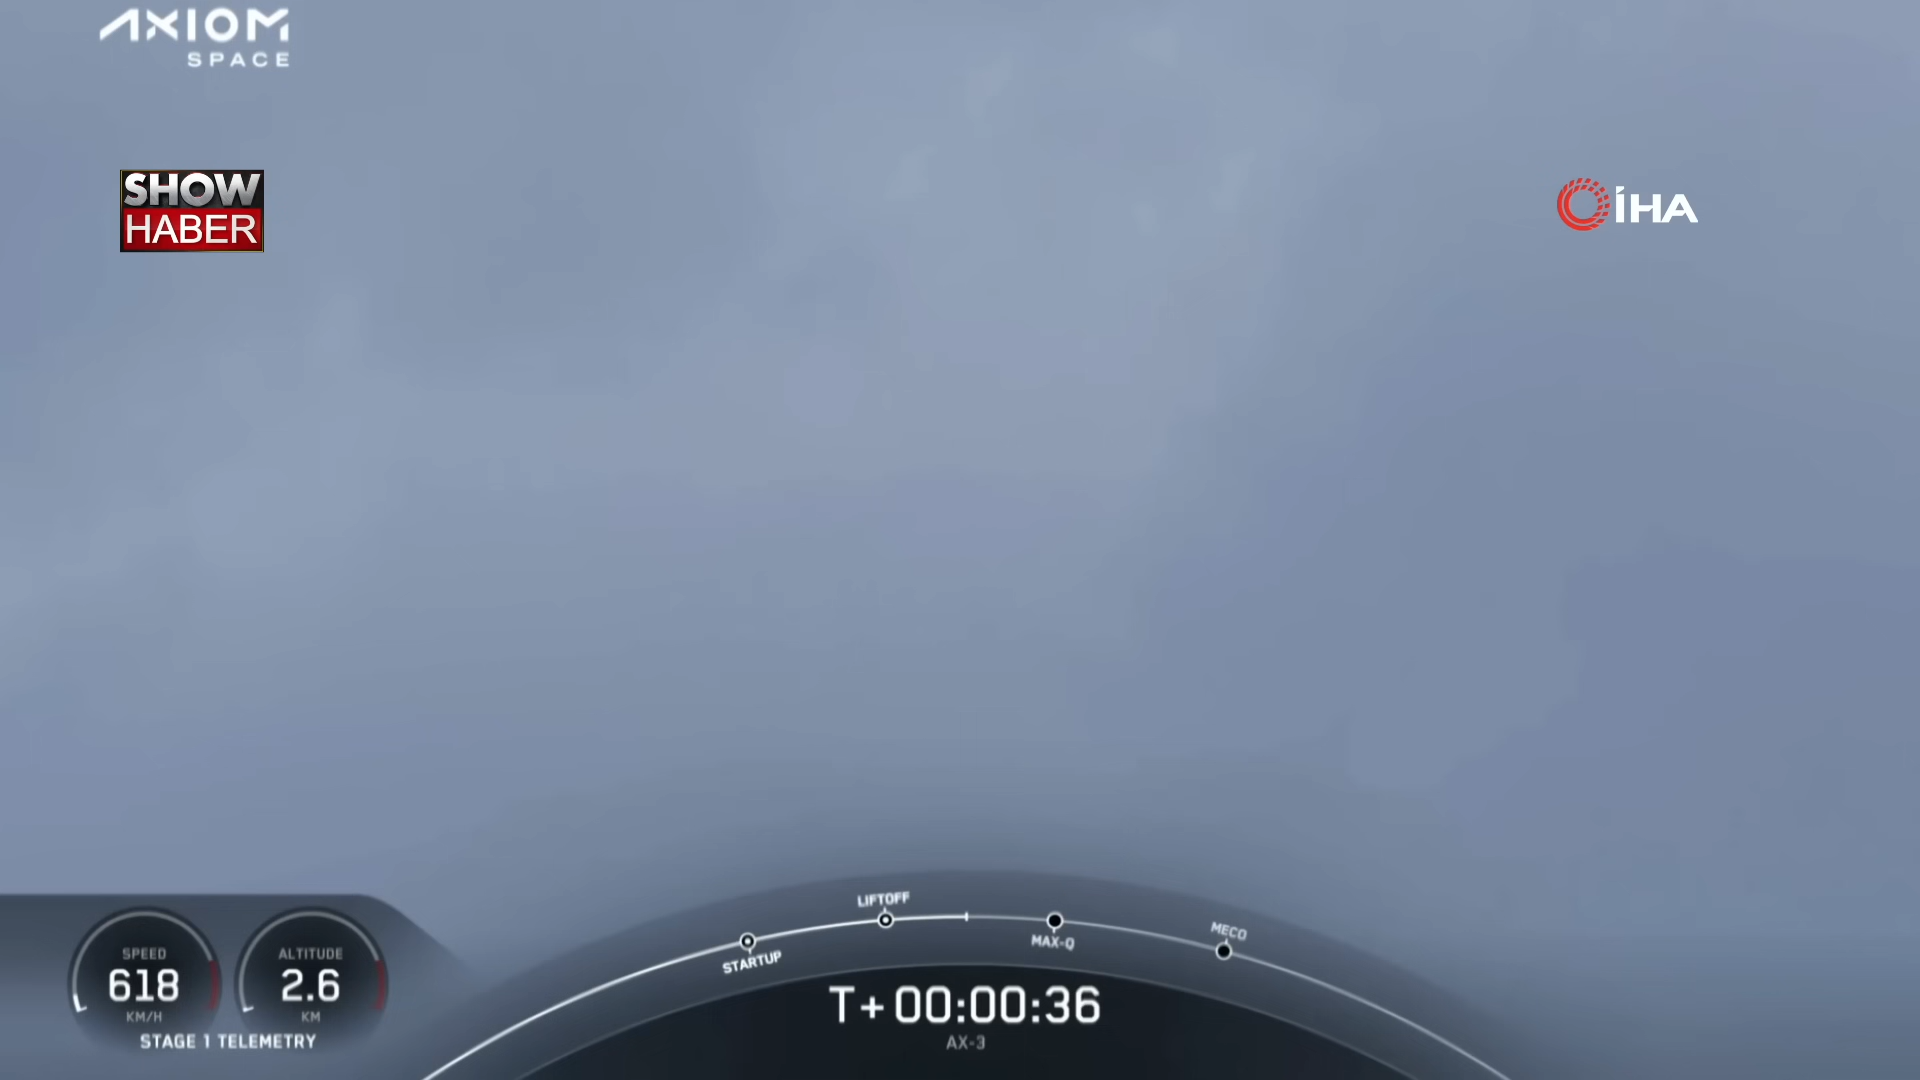 AXIOM
SPACE
SHOW
HABER
İHA
LIFTOFF
STARTUP
MAX-Q
MECO
SPEED
618
KM/H
ALTITUDE
2.6
KM
STAGE 1 TELEMETRY
T+00:00:36
AX-3